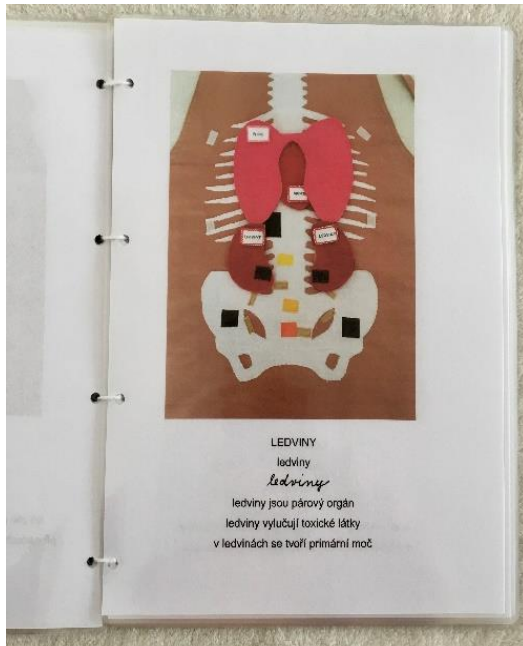 LEDVINY
ledviny
ledviny
ledviny jsou párový orgán
ledviny vylučují toxické látky
v ledvinách se tvoří primární moč